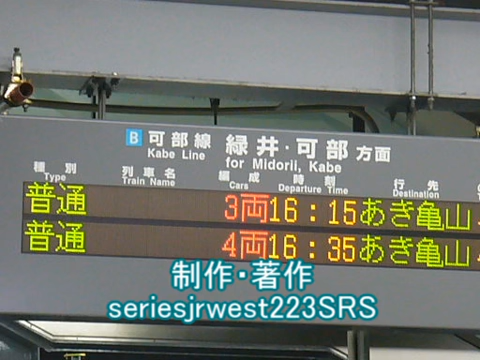 B 可部線 緑井・可部 方面
Kabe Line for Midorii, Kabe
種別 列車名 編成 時刻 行先
Train Name Cars Departure Time Destination
普通 3両 16:15 あき亀山
普通 4両 16:35 あき亀山
制作・著作
seriesjrwest223SRS